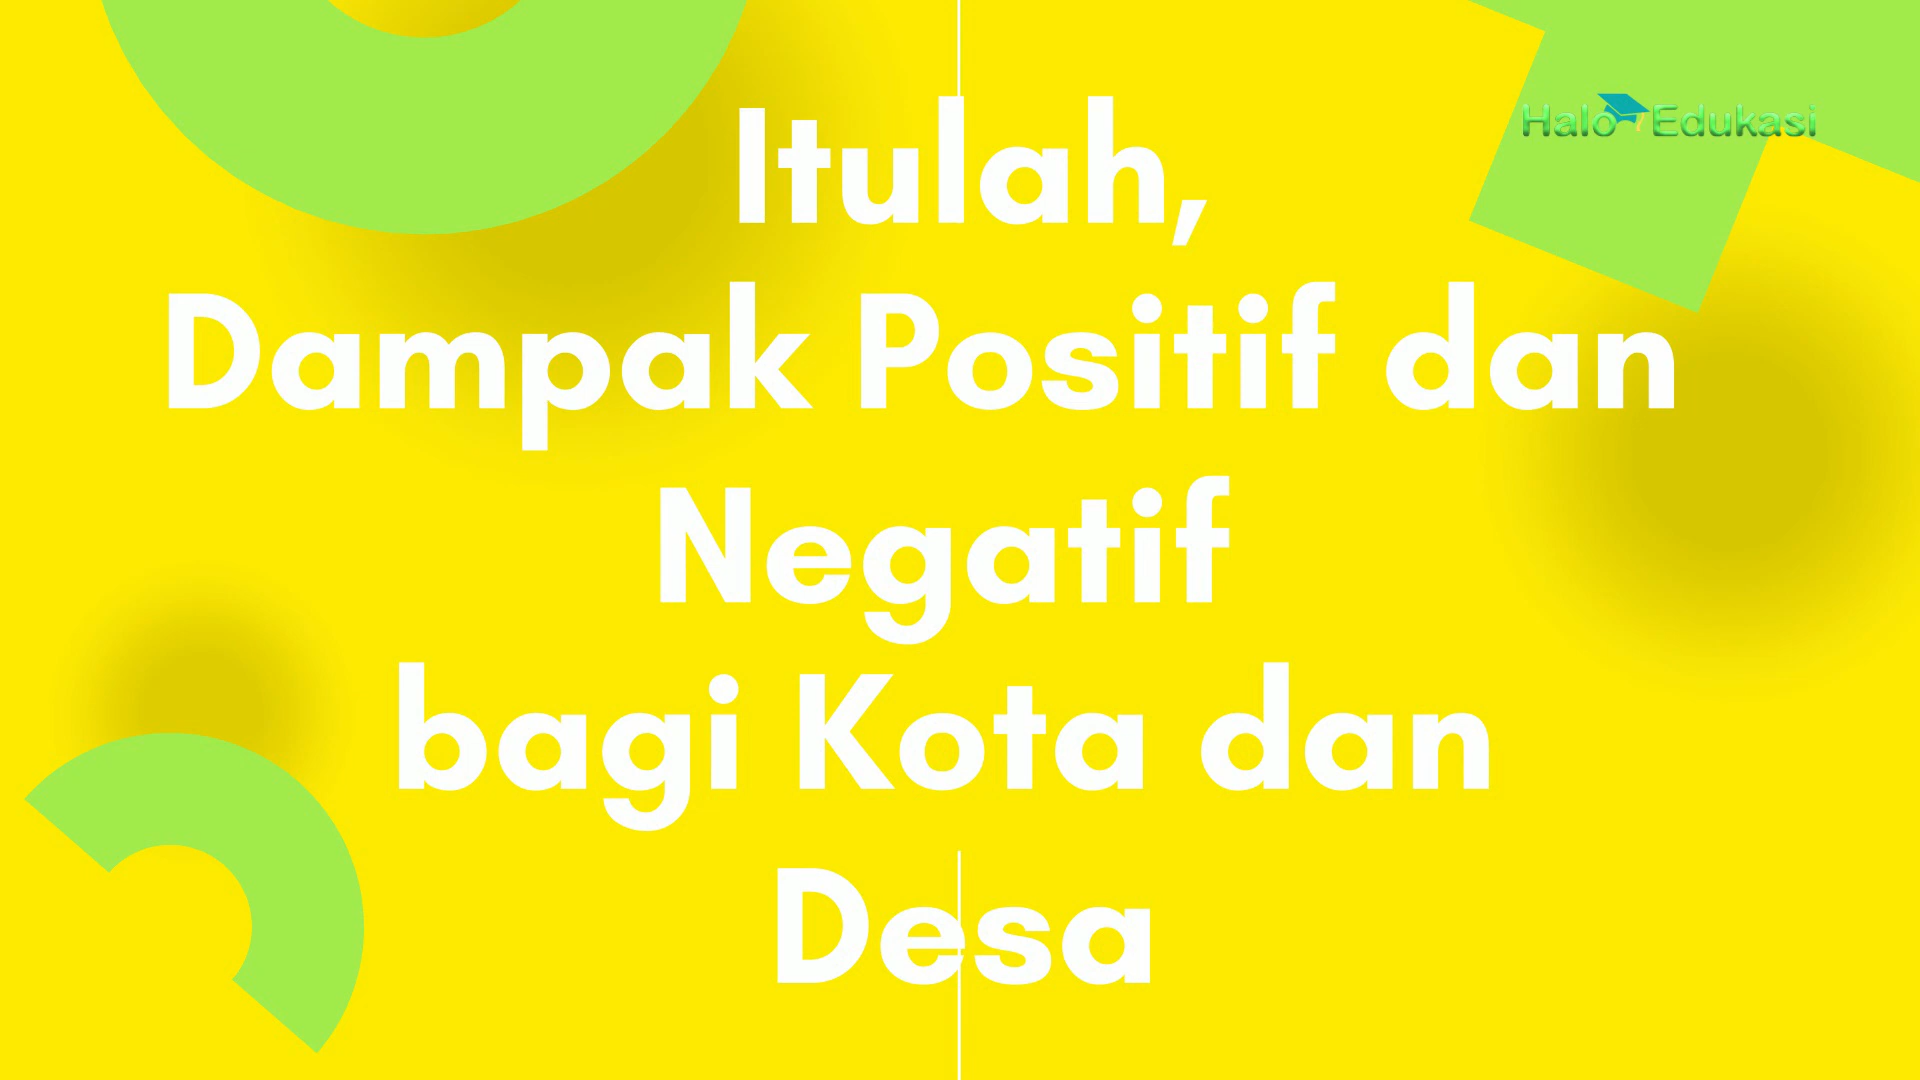 Halo Edukasi
Itulah,
Dampak Positif dan
Negatif
bagi Kota dan
Desa